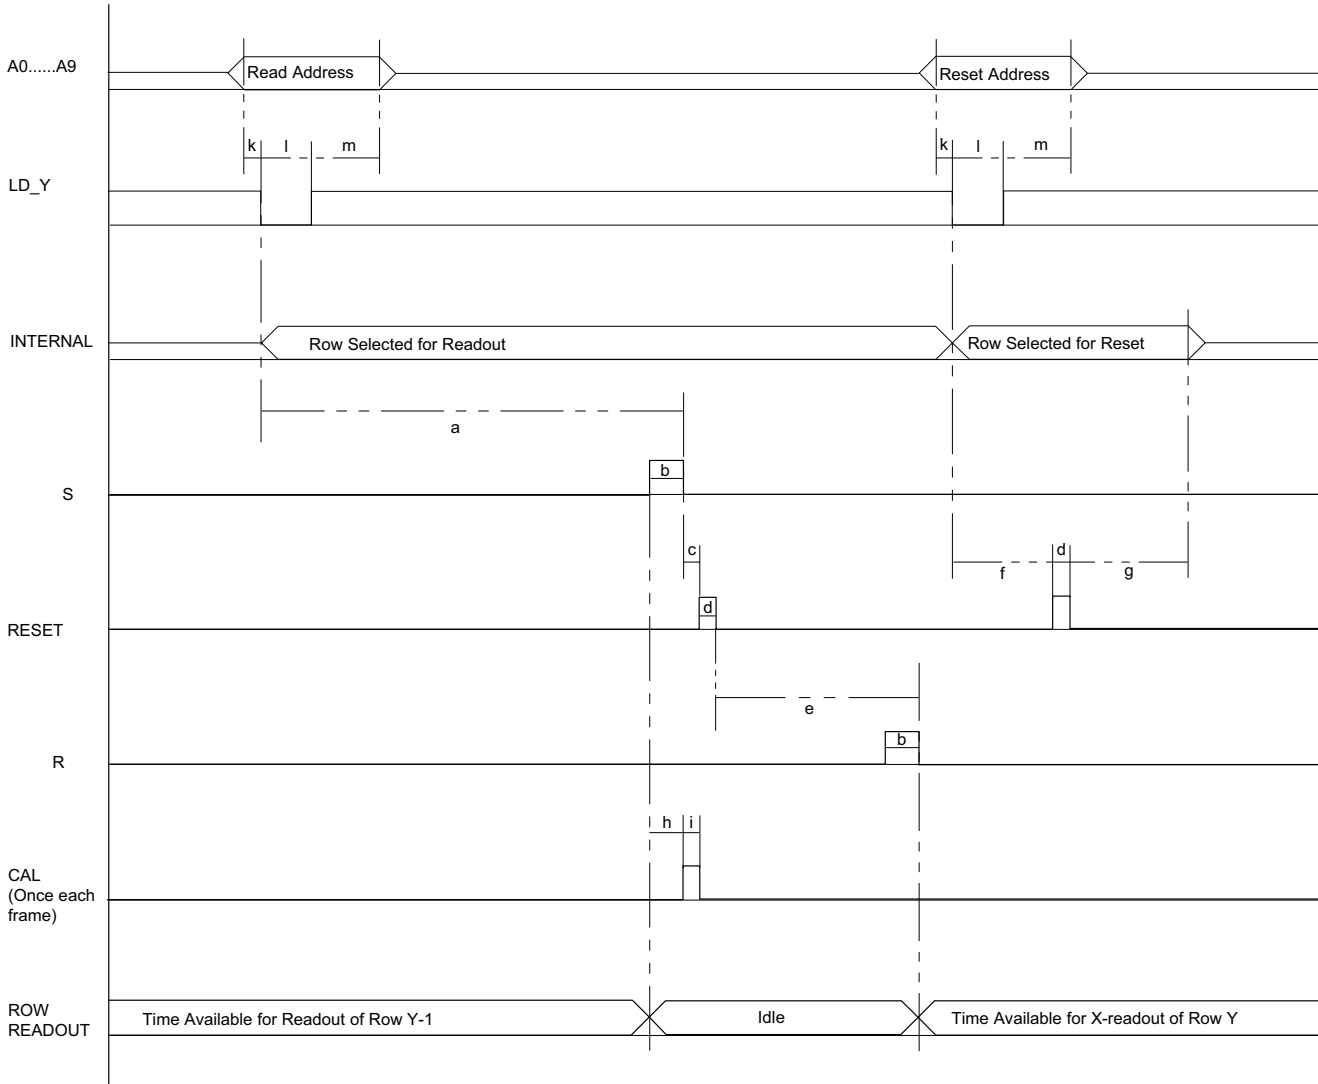 A0......A9
Read Address
Reset Address
k
l
m
k
l
m
LD_Y
INTERNAL
Row Selected for Readout
Row Selected for Reset
a
b
S
c
d
f
g
d
RESET
e
b
R
h
i
CAL
(Once each
frame)
ROW
READOUT
Time Available for Readout of Row Y-1
Idle
Time Available for X-readout of Row Y